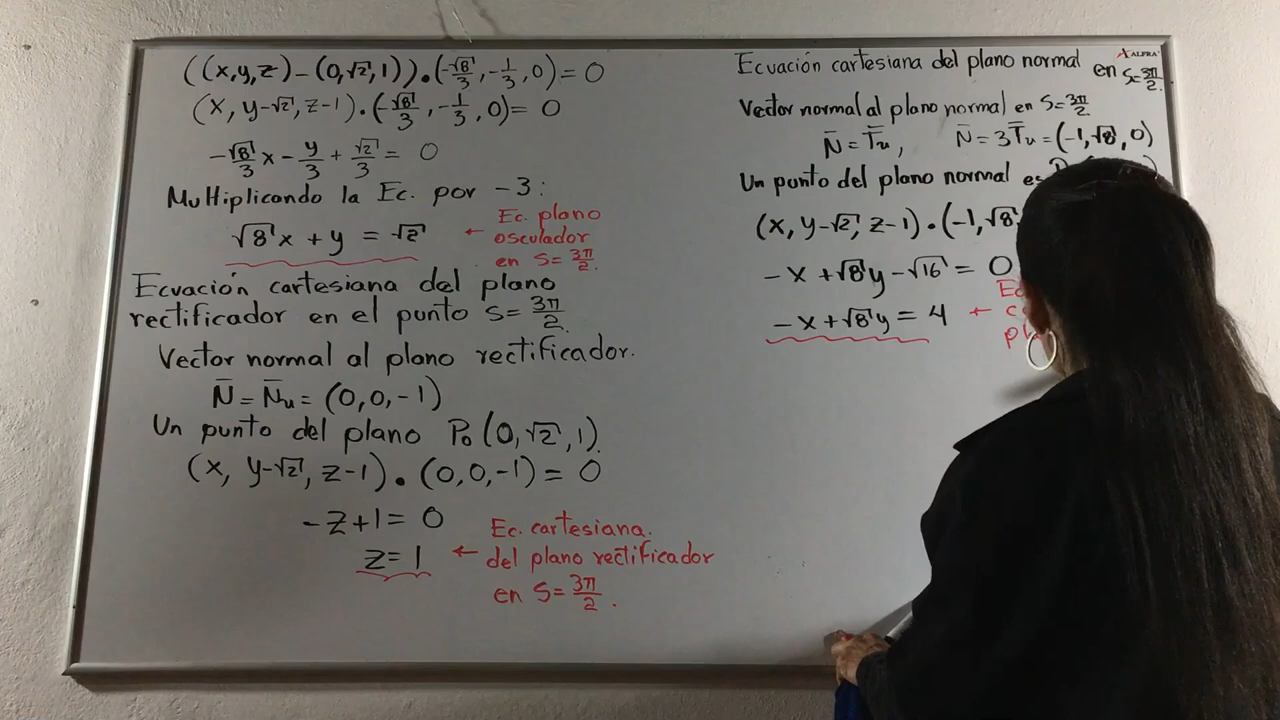 ((x,y,z)-(0,√2,1))·(-√8/3,-1/3,0)=0
(x, y-√2, z-1)·(-√8/3,-1/3,0)=0
-√8/3 x - y/3 + √2/3 = 0
Multiplicando la Ec. por -3:
√8 x + y = √2
← Ec. plano
osculador
en s=3π/2.
Ecuación cartesiana del plano
rectificador en el punto s=3π/2.
Vector normal al plano rectificador.
N̄=N̄u=(0,0,-1)
Un punto del plano P₀(0,√2,1).
(x, y-√2, z-1)·(0,0,-1)=0
-z+1=0
z=1
← Ec. cartesiana.
del plano rectificador
en s=3π/2.
ALFRA
Ecuación cartesiana del plano normal
en s=3π/2.
Vector normal al plano normal en s=3π/2
N̄=T̄u, N̄=3T̄u=(-1,√8,0)
Un punto del plano normal es
(x, y-√2, z-1)·(-1,√8
-x+√8y-√16=0
-x+√8y=4
←